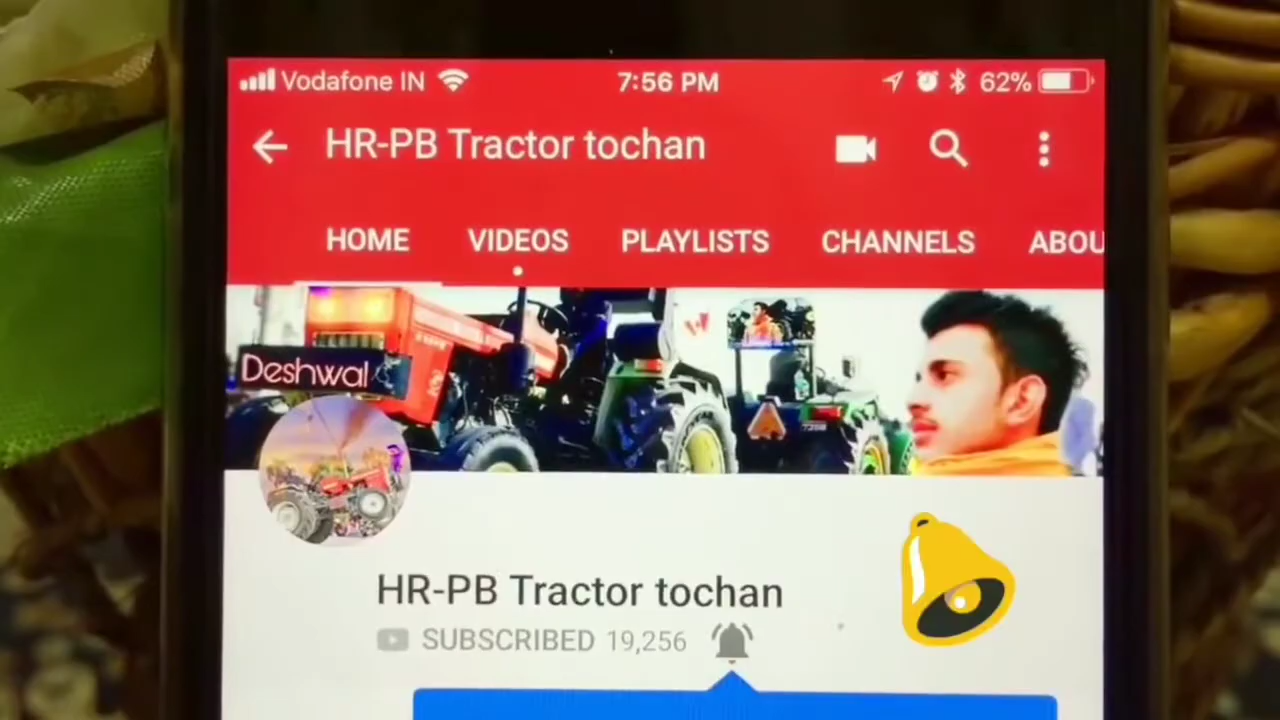 Vodafone IN 7:56 PM 62%
HR-PB Tractor tochan
HOME VIDEOS PLAYLISTS CHANNELS ABOU
Deshwal
HR-PB Tractor tochan
SUBSCRIBED 19,256